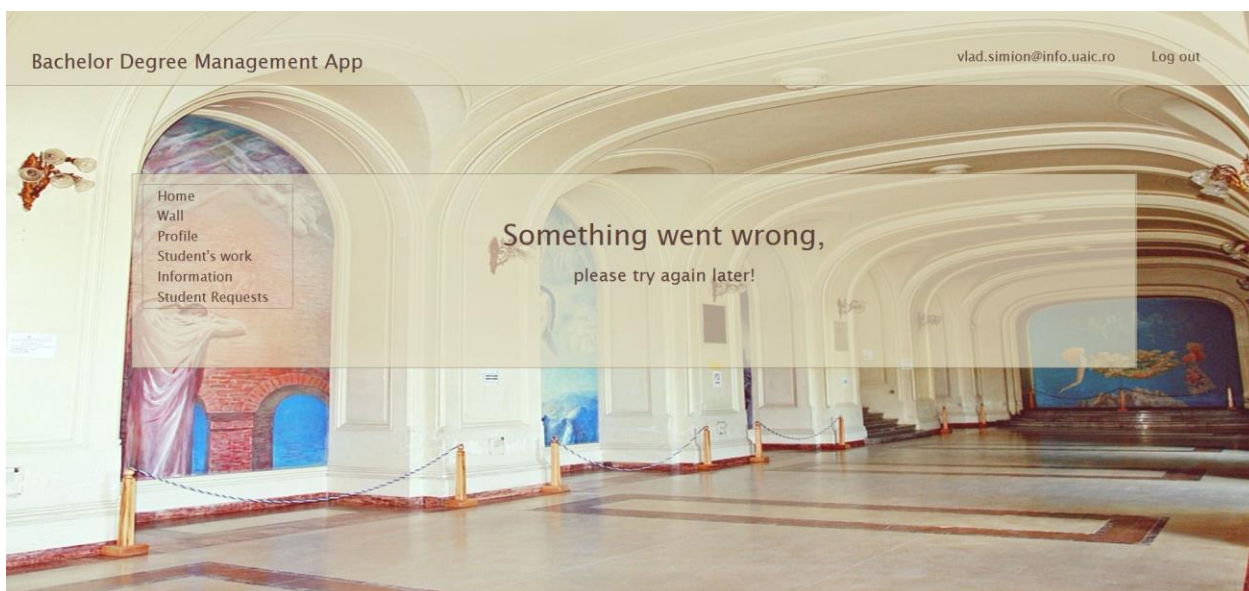 Bachelor Degree Management App
vlad.simion@info.uaic.ro
Log out
Home
Wall
Profile
Student's work
Information
Student Requests
Something went wrong,
please try again later!